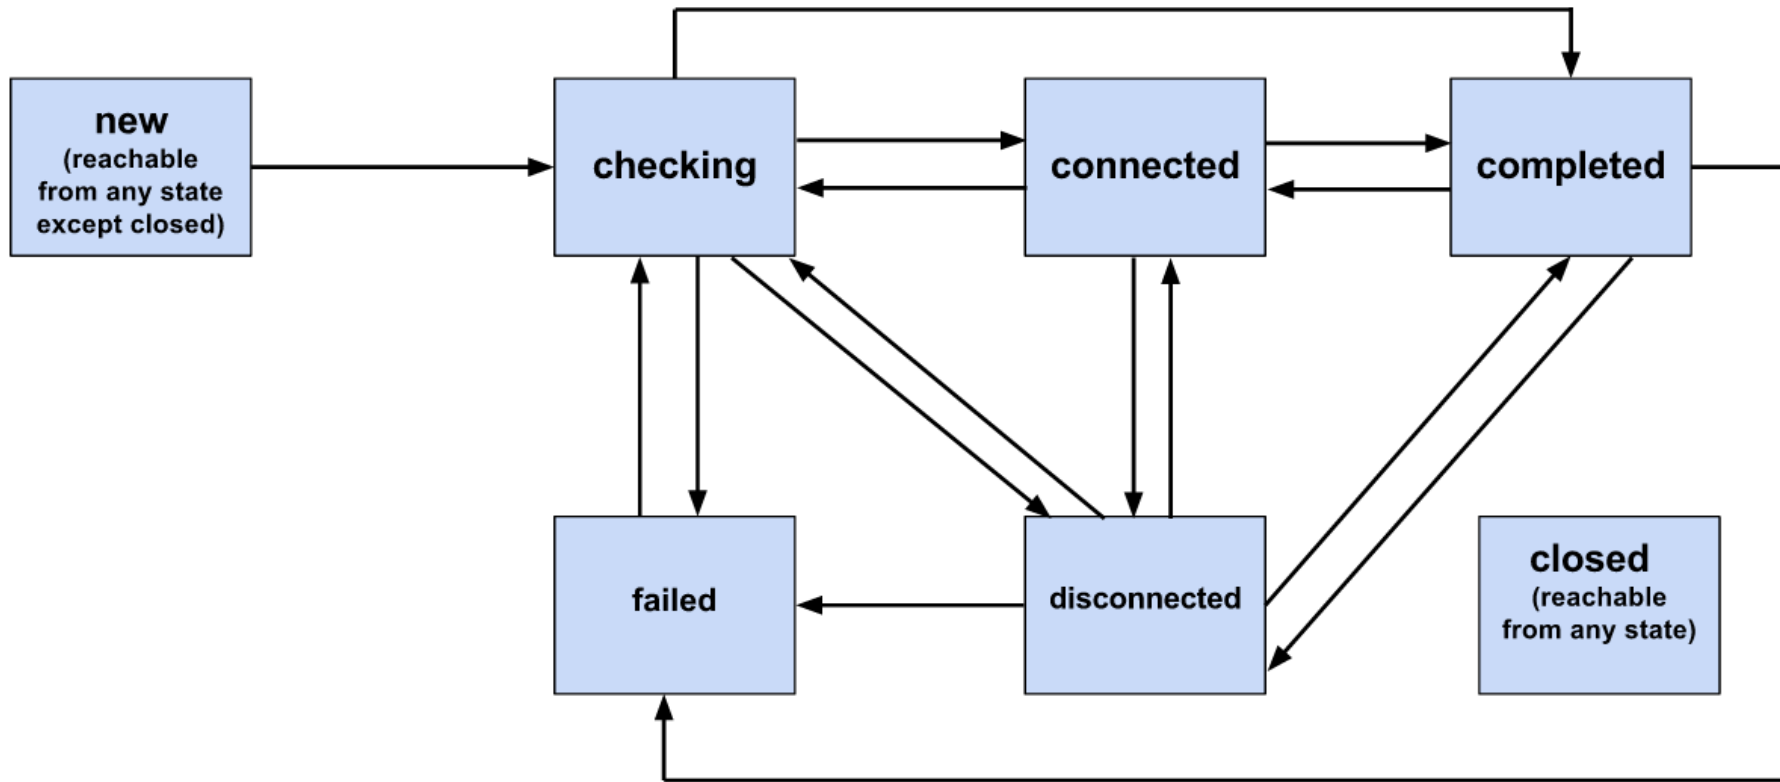 new
(reachable
from any state
except closed)
checking
connected
completed
failed
disconnected
closed
(reachable
from any state)